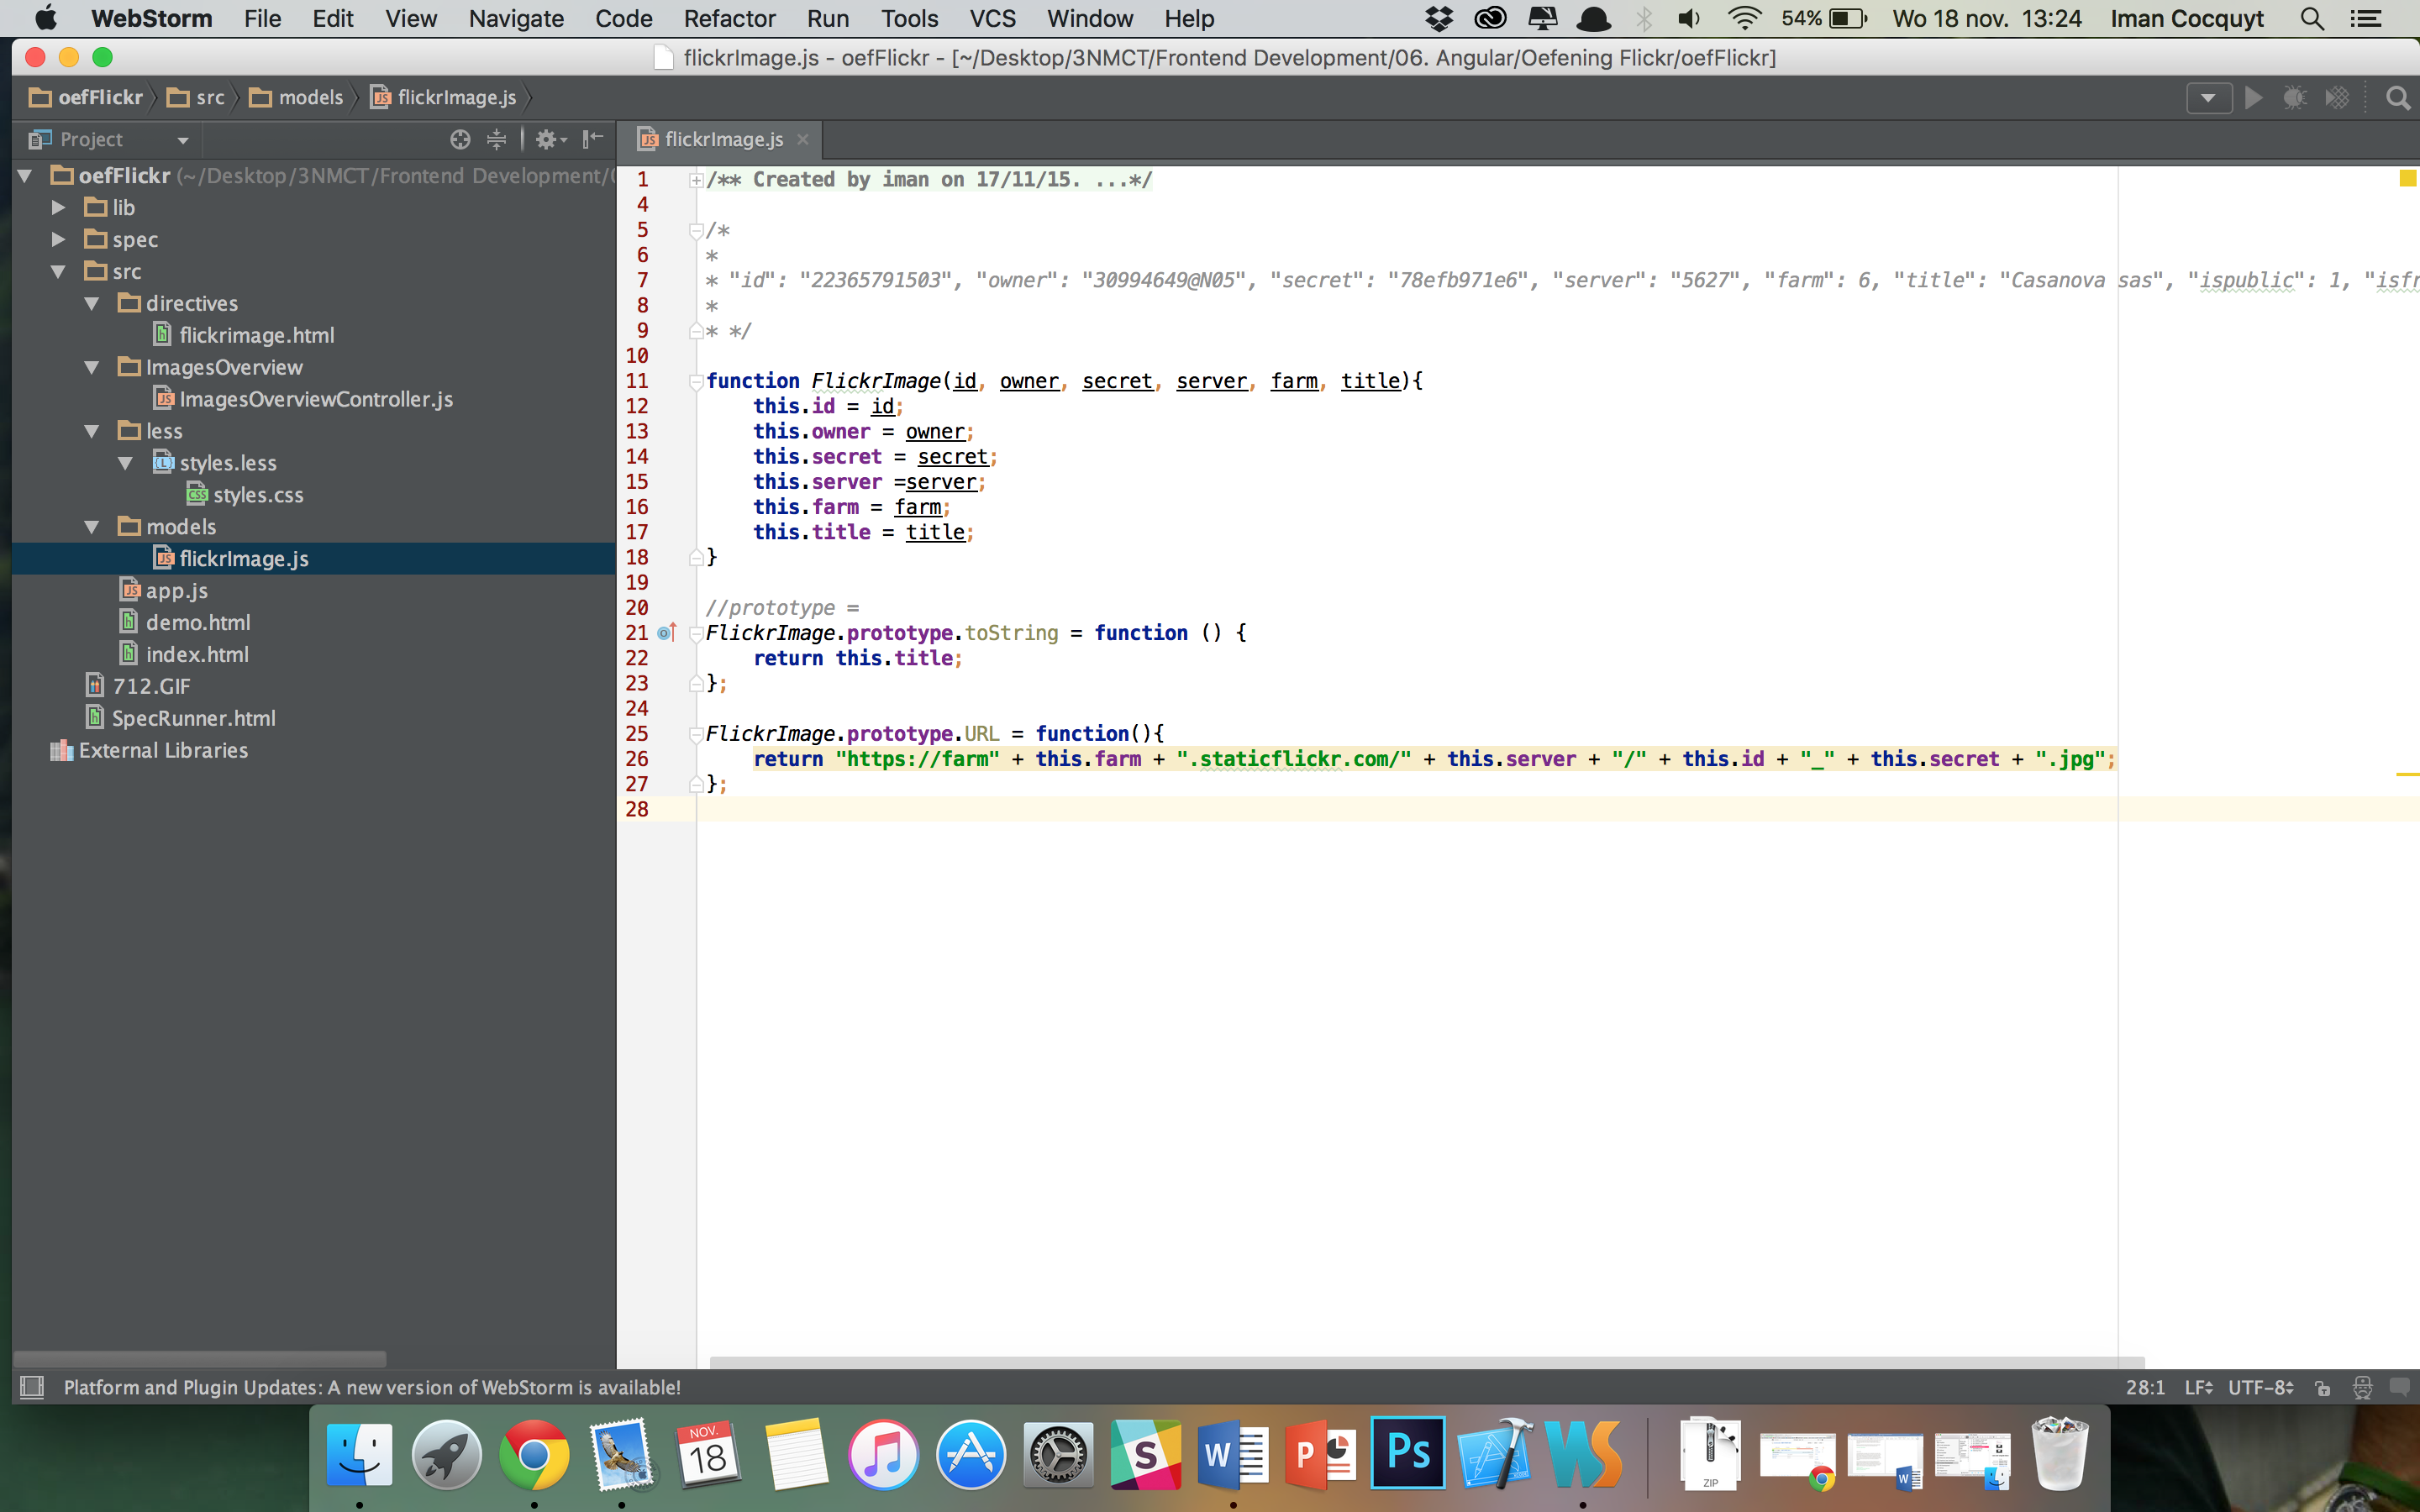 WebStorm File Edit View Navigate Code Refactor Run Tools VCS Window Help 54% Wo 18 nov. 13:24 Iman Cocquyt
flickrImage.js - oefFlickr - [~/Desktop/3NMCT/Frontend Development/06. Angular/Oefening Flickr/oefFlickr]
oefFlickr src models flickrImage.js
Project
flickrImage.js
oefFlickr (~/Desktop/3NMCT/Frontend Development/
lib
spec
src
directives
flickrimage.html
ImagesOverview
ImagesOverviewController.js
less
styles.less
styles.css
models
flickrImage.js
app.js
demo.html
index.html
712.GIF
SpecRunner.html
External Libraries
1 /** Created by iman on 17/11/15. ...*/
4
5 /*
6 *
7 * "id": "22365791503", "owner": "30994649@N05", "secret": "78efb971e6", "server": "5627", "farm": 6, "title": "Casanova sas", "ispublic": 1, "isfr
8 *
9 * */
10
11 function FlickrImage(id, owner, secret, server, farm, title){
12 this.id = id;
13 this.owner = owner;
14 this.secret = secret;
15 this.server =server;
16 this.farm = farm;
17 this.title = title;
18 }
19
20 //prototype =
21 FlickrImage.prototype.toString = function () {
22 return this.title;
23 };
24
25 FlickrImage.prototype.URL = function(){
26 return "https://farm" + this.farm + ".staticflickr.com/" + this.server + "/" + this.id + "_" + this.secret + ".jpg";
27 };
28
Platform and Plugin Updates: A new version of WebStorm is available!
28:1 LF UTF-8
NOV.
18
S
W
P
Ps
WS
ZIP
W